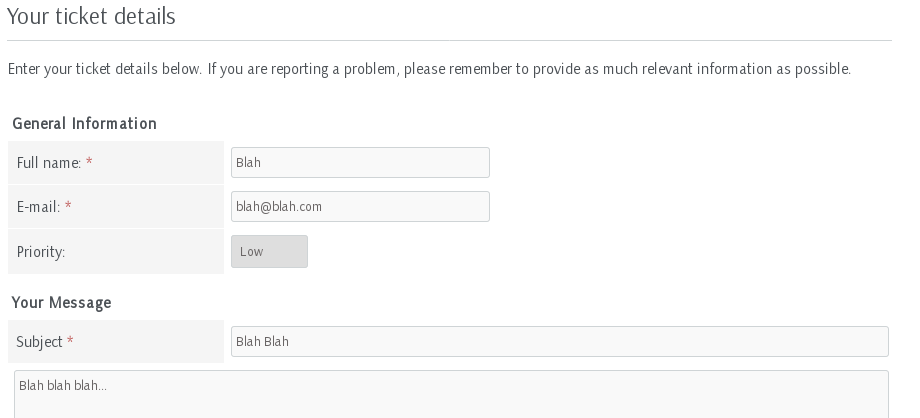 Your ticket details
Enter your ticket details below. If you are reporting a problem, please remember to provide as much relevant information as possible.
General Information
Full name: * Blah
E-mail: * blah@blah.com
Priority: Low
Your Message
Subject * Blah Blah
Blah blah blah...